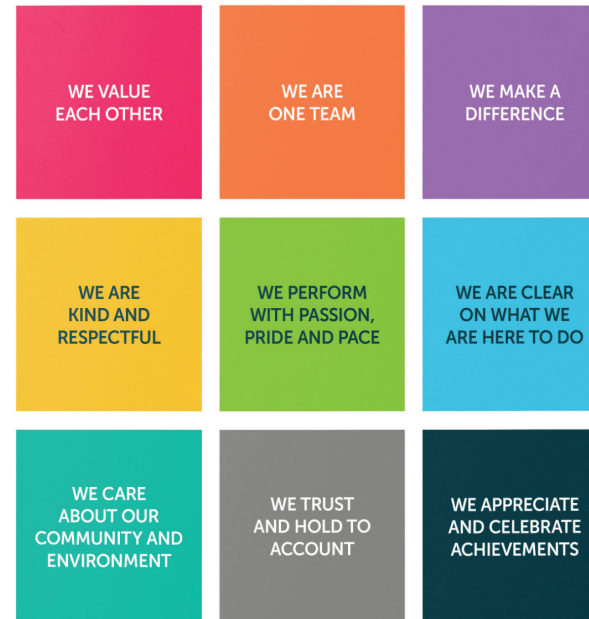 WE VALUE
EACH OTHER
WE ARE
ONE TEAM
WE MAKE A
DIFFERENCE
WE ARE
KIND AND
RESPECTFUL
WE PERFORM
WITH PASSION,
PRIDE AND PACE
WE ARE CLEAR
ON WHAT WE
ARE HERE TO DO
WE CARE
ABOUT OUR
COMMUNITY AND
ENVIRONMENT
WE TRUST
AND HOLD TO
ACCOUNT
WE APPRECIATE
AND CELEBRATE
ACHIEVEMENTS